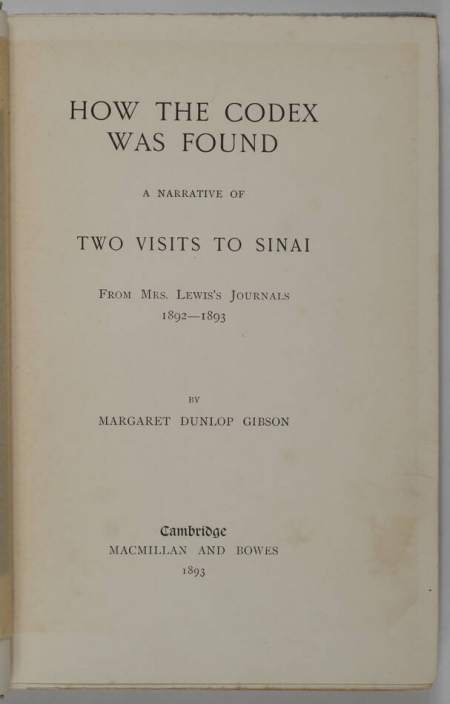 HOW THE CODEX
WAS FOUND
A NARRATIVE OF
TWO VISITS TO SINAI
FROM MRS. LEWIS'S JOURNALS
1892—1893
BY
MARGARET DUNLOP GIBSON
Cambridge
MACMILLAN AND BOWES
1893